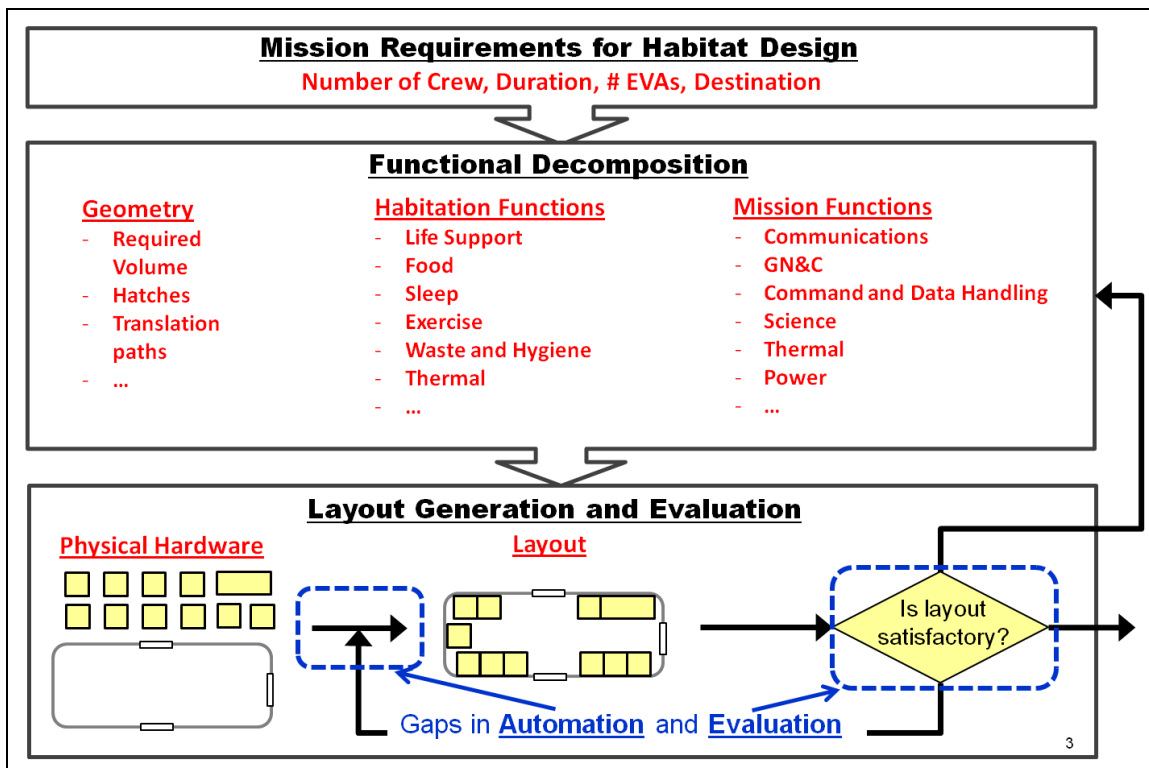 Mission Requirements for Habitat Design
Number of Crew, Duration, # EVAs, Destination
Functional Decomposition
Geometry
- Required
Volume
- Hatches
- Translation
paths
- ...
Habitation Functions
- Life Support
- Food
- Sleep
- Exercise
- Waste and Hygiene
- Thermal
- ...
Mission Functions
- Communications
- GN&C
- Command and Data Handling
- Science
- Thermal
- Power
- ...
Layout Generation and Evaluation
Physical Hardware
Layout
Is layout
satisfactory?
Gaps in Automation and Evaluation
3